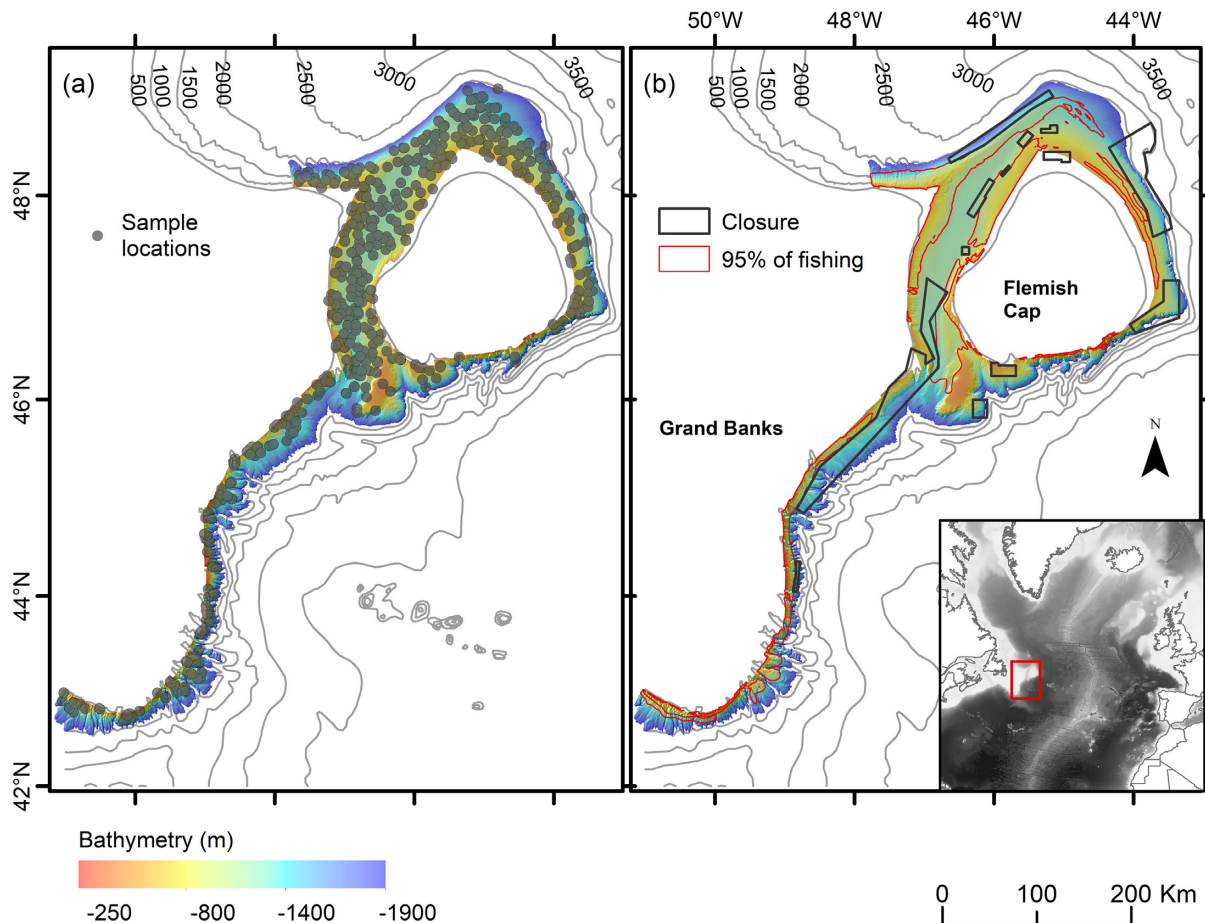 50°W 48°W 46°W 44°W
(a)
500
1000
1500
2000
2500
3000
3500
(b)
500
1000
1500
2000
2500
3000
3500
48°N
46°N
44°N
42°N
Sample
locations
Closure
95% of fishing
Flemish
Cap
Grand Banks
N
Bathymetry (m)
-250 -800 -1400 -1900
0 100 200 Km